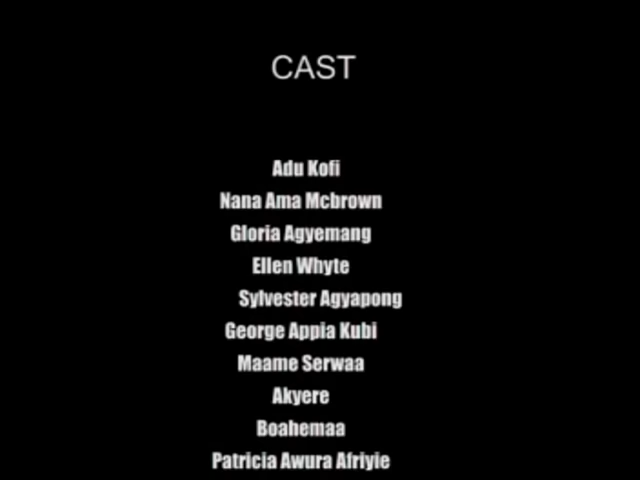 CAST
Adu Kofi
Nana Ama Mcbrown
Gloria Agyemang
Ellen Whyte
Sylvester Agyapong
George Appia Kubi
Maame Serwaa
Akyere
Boahemaa
Patricia Awura Afriyie